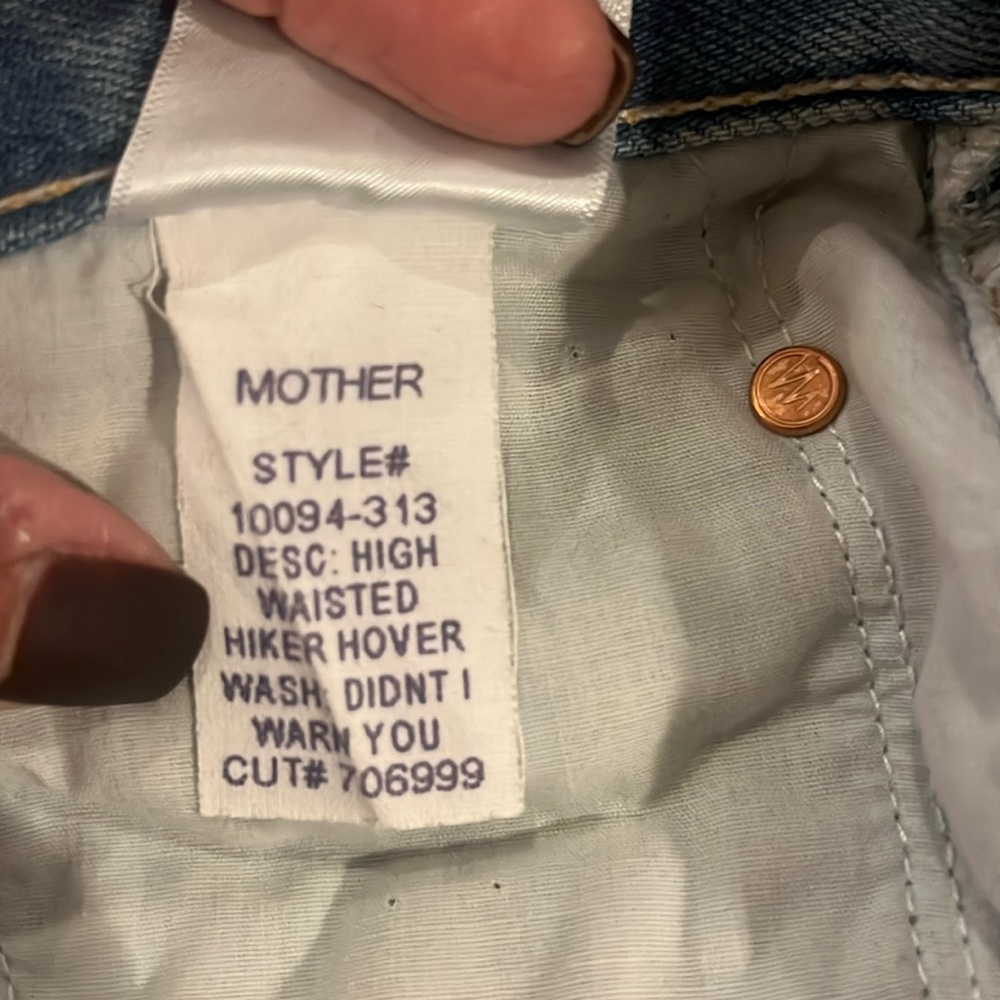 MOTHER
STYLE#
10094-313
DESC: HIGH
WAISTED
HIKER HOVER
WASH: DIDNT I
WARN YOU
CUT# 706999